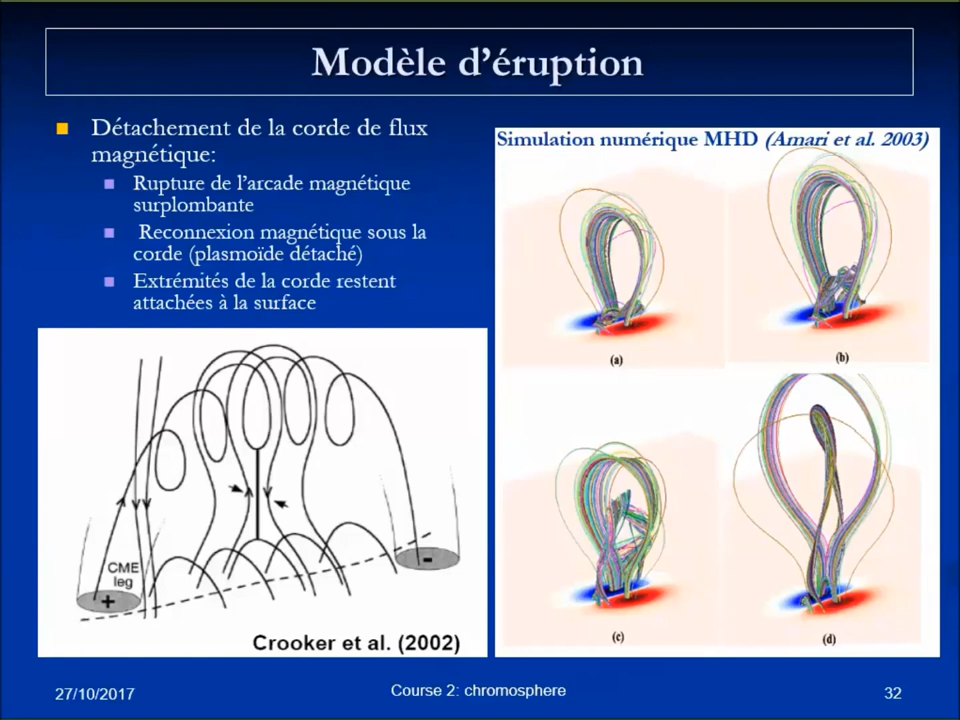 Modèle d'éruption
Détachement de la corde de flux
magnétique:
Rupture de l'arcade magnétique
surplombante
Reconnexion magnétique sous la
corde (plasmoïde détaché)
Extrémités de la corde restent
attachées à la surface
Simulation numérique MHD (Amari et al. 2003)
(a)
(b)
(c)
(d)
CME
leg
+
-
Crooker et al. (2002)
27/10/2017
Course 2: chromosphere
32